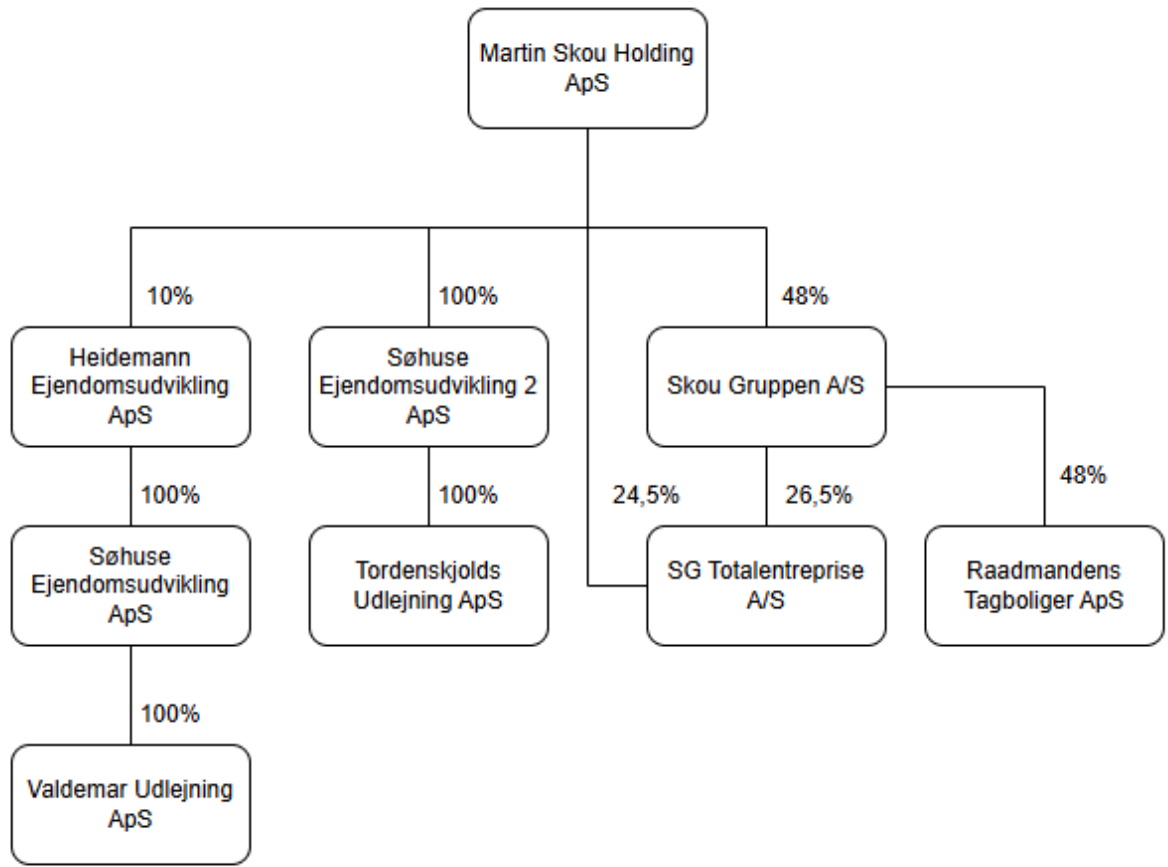 Martin Skou Holding
ApS
10%
100%
48%
Heidemann
Ejendomsudvikling
ApS
Søhuse
Ejendomsudvikling 2
ApS
Skou Gruppen A/S
100%
100%
24,5%
26,5%
48%
Søhuse
Ejendomsudvikling
ApS
Tordenskjolds
Udlejning ApS
SG Totalentreprise
A/S
Raadmandens
Tagboliger ApS
100%
Valdemar Udlejning
ApS